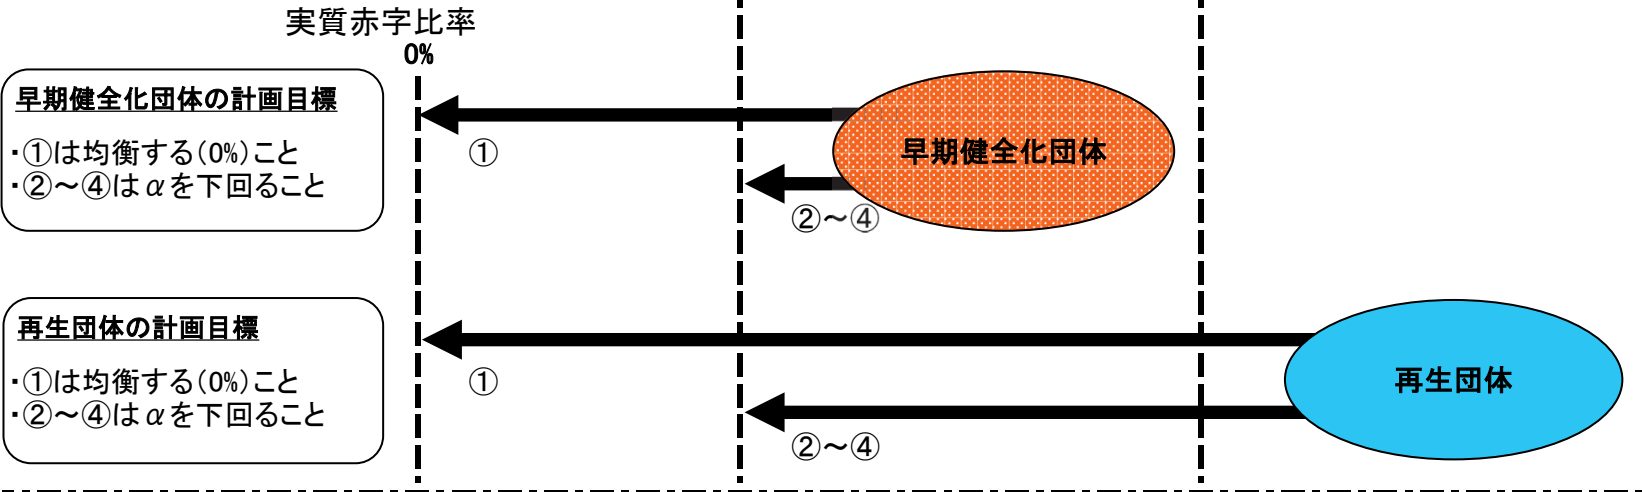 実質赤字比率
0%
早期健全化団体の計画目標
・①は均衡する(0%)こと
・②～④はαを下回ること
①
早期健全化団体
②～④
再生団体の計画目標
・①は均衡する(0%)こと
・②～④はαを下回ること
①
再生団体
②～④